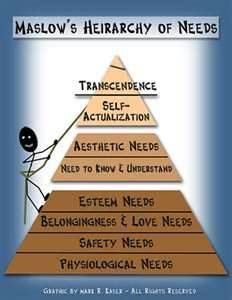 Maslow's Heirarchy of Needs
Transcendence
Self-
Actualization
Aesthetic Needs
Need to Know & Understand
Esteem Needs
Belongingness & Love Needs
Safety Needs
Physiological Needs
Graphic by Mark R. Easer - All Rights Reserved